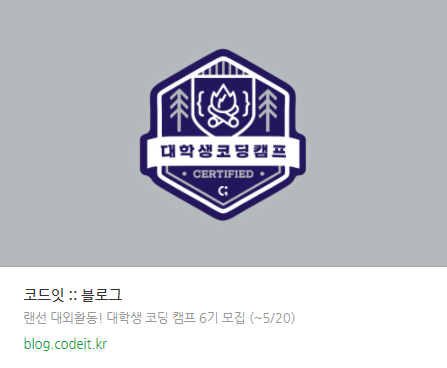 대학생코딩캠프
• CERTIFIED •
코드잇 :: 블로그
랜선 대외활동! 대학생 코딩 캠프 6기 모집 (~5/20)
blog.codeit.kr